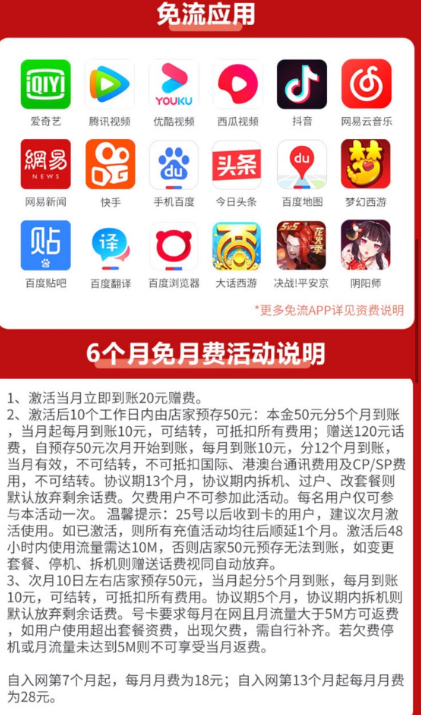 免流应用
iQIYI
YOUKU
爱奇艺 腾讯视频 优酷视频 西瓜视频 抖音 网易云音乐
網易 NEWS
du
头条
du
梦
网易新闻 快手 手机百度 今日头条 百度地图 梦幻西游
贴
译
5v5
百度贴吧 百度翻译 百度浏览器 大话西游 决战!平安京 阴阳师
*更多免流APP详见资费说明
6个月免月费活动说明
1、激活当月立即到账20元赠费。
2、激活后10个工作日内由店家预存50元：本金50元分5个月到账
，当月起每月到账10元，可结转，可抵扣所有费用；赠送120元话
费，自预存50元次月开始到账，每月到账10元，分12个月到账，
当月有效，不可结转，不可抵扣国际、港澳台通讯费用及CP/SP费
用，不可结转。协议期13个月，协议期内拆机、过户、改套餐则
默认放弃剩余话费。欠费用户不可参加此活动。每名用户仅可参
与本活动一次。 温馨提示：25号以后收到卡的用户，建议次月激
活使用。如已激活，则所有充值活动均往后顺延1个月。激活后48
小时内使用流量需达10M，否则店家50元预存无法到账，如变更
套餐、停机、拆机则赠送话费视同自动放弃。
3、次月10日左右店家预存50元，当月起分5个月到账，每月到账
10元，可结转，可抵扣所有费用。协议期5个月，协议期内拆机则
默认放弃剩余话费。号卡要求每月在网且月流量大于5M方可返费
，如用户使用超出套餐资费，出现欠费，需自行补齐。若欠费停
机或月流量未达到5M则不可享受当月返费。
自入网第7个月起，每月月费为18元；自入网第13个月起每月月费
为28元。